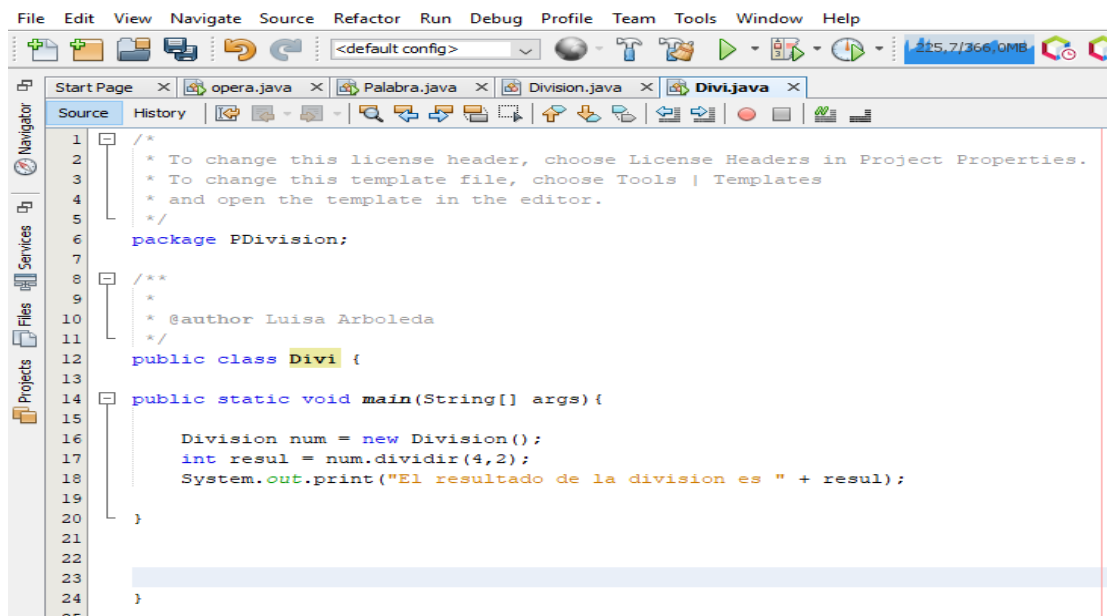 File Edit View Navigate Source Refactor Run Debug Profile Team Tools Window Help
<default config> 225,7/366,0MB
Start Page opera.java Palabra.java Division.java Divi.java
Source History
Navigator
Services
Files
Projects
1 /*
2 * To change this license header, choose License Headers in Project Properties.
3 * To change this template file, choose Tools | Templates
4 * and open the template in the editor.
5 */
6 package PDivision;
7
8 /**
9 *
10 * @author Luisa Arboleda
11 */
12 public class Divi {
13
14 public static void main(String[] args){
15
16 Division num = new Division();
17 int resul = num.dividir(4,2);
18 System.out.print("El resultado de la division es " + resul);
19
20 }
21
22
23
24 }